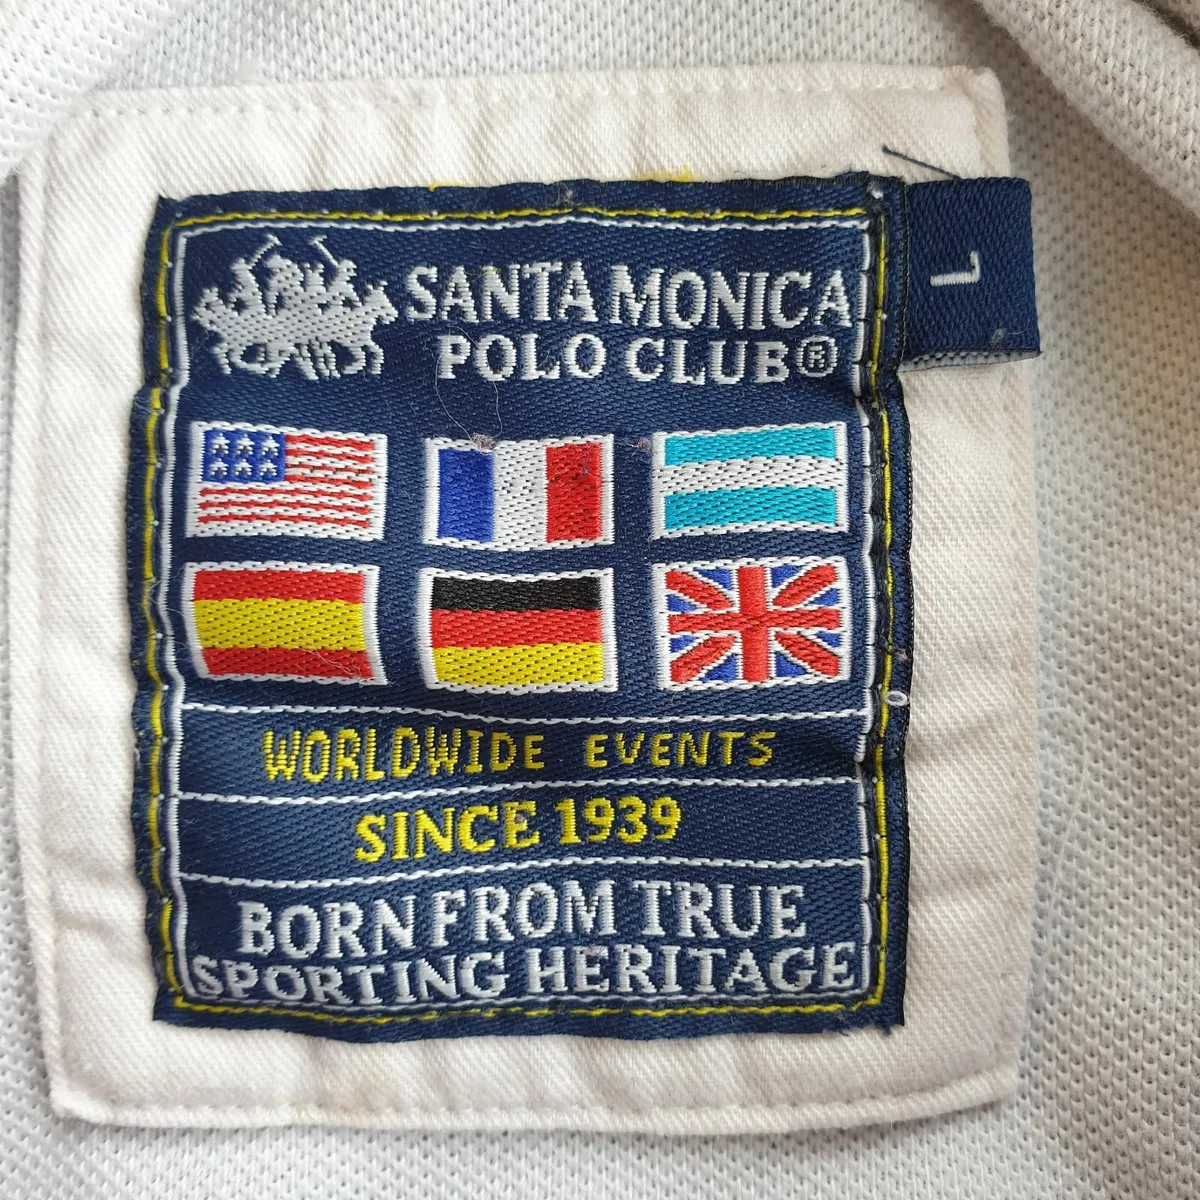 SANTA MONICA
POLO CLUB®
L
WORLDWIDE EVENTS
SINCE 1939
BORN FROM TRUE
SPORTING HERITAGE